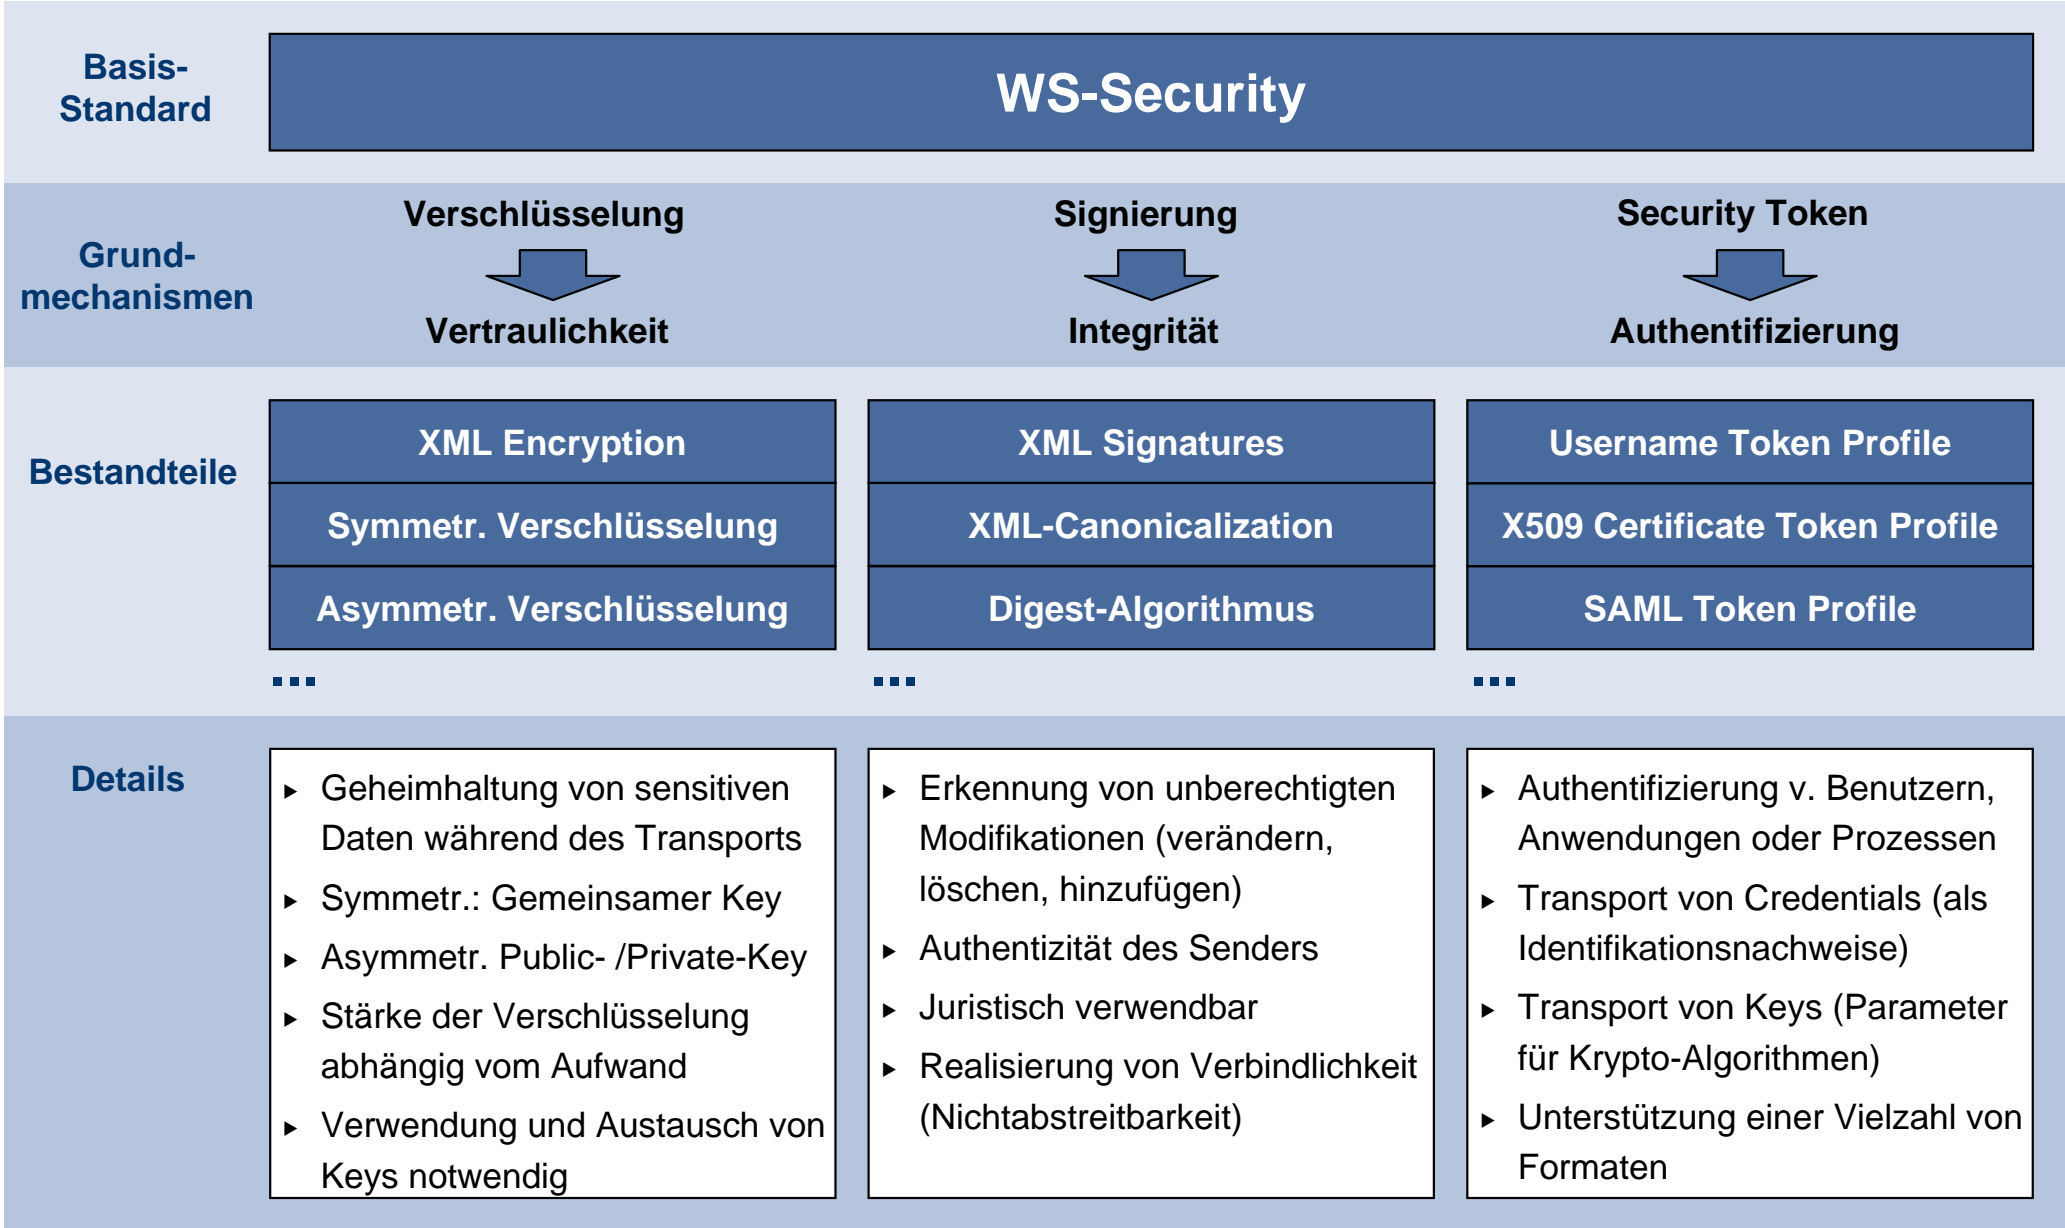 Basis-
Standard
WS-Security
Grund-
mechanismen
Verschlüsselung
Vertraulichkeit
Signierung
Integrität
Security Token
Authentifizierung
Bestandteile
XML Encryption
Symmetr. Verschlüsselung
Asymmetr. Verschlüsselung
...
XML Signatures
XML-Canonicalization
Digest-Algorithmus
...
Username Token Profile
X509 Certificate Token Profile
SAML Token Profile
...
Details
▸ Geheimhaltung von sensitiven
Daten während des Transports
▸ Symmetr.: Gemeinsamer Key
▸ Asymmetr. Public- /Private-Key
▸ Stärke der Verschlüsselung
abhängig vom Aufwand
▸ Verwendung und Austausch von
Keys notwendig
▸ Erkennung von unberechtigten
Modifikationen (verändern,
löschen, hinzufügen)
▸ Authentizität des Senders
▸ Juristisch verwendbar
▸ Realisierung von Verbindlichkeit
(Nichtabstreitbarkeit)
▸ Authentifizierung v. Benutzern,
Anwendungen oder Prozessen
▸ Transport von Credentials (als
Identifikationsnachweise)
▸ Transport von Keys (Parameter
für Krypto-Algorithmen)
▸ Unterstützung einer Vielzahl von
Formaten